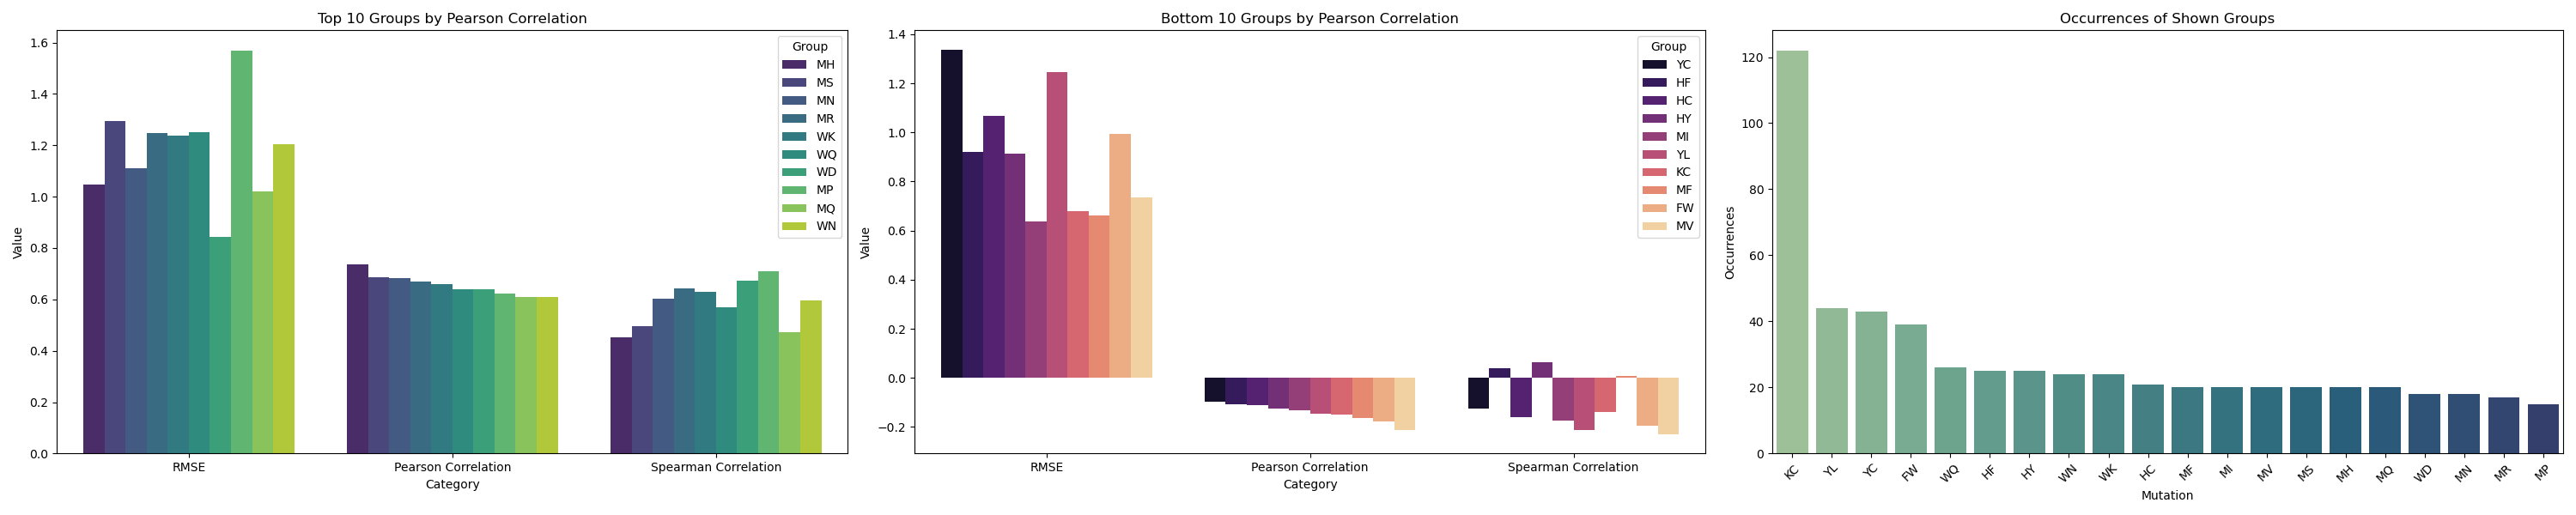 Top 10 Groups by Pearson Correlation
Value
1.6
1.4
1.2
1.0
0.8
0.6
0.4
0.2
0.0
Group
MH
MS
MN
MR
WK
WQ
WD
MP
MQ
WN
RMSE
Pearson Correlation
Spearman Correlation
Category
Bottom 10 Groups by Pearson Correlation
Value
1.4
1.2
1.0
0.8
0.6
0.4
0.2
0.0
−0.2
Group
YC
HF
HC
HY
MI
YL
KC
MF
FW
MV
RMSE
Pearson Correlation
Spearman Correlation
Category
Occurrences of Shown Groups
Occurrences
120
100
80
60
40
20
0
KC
YL
YC
FW
WQ
HF
HY
WN
WK
HC
MF
MI
MV
MS
MH
MQ
WD
MN
MR
MP
Mutation